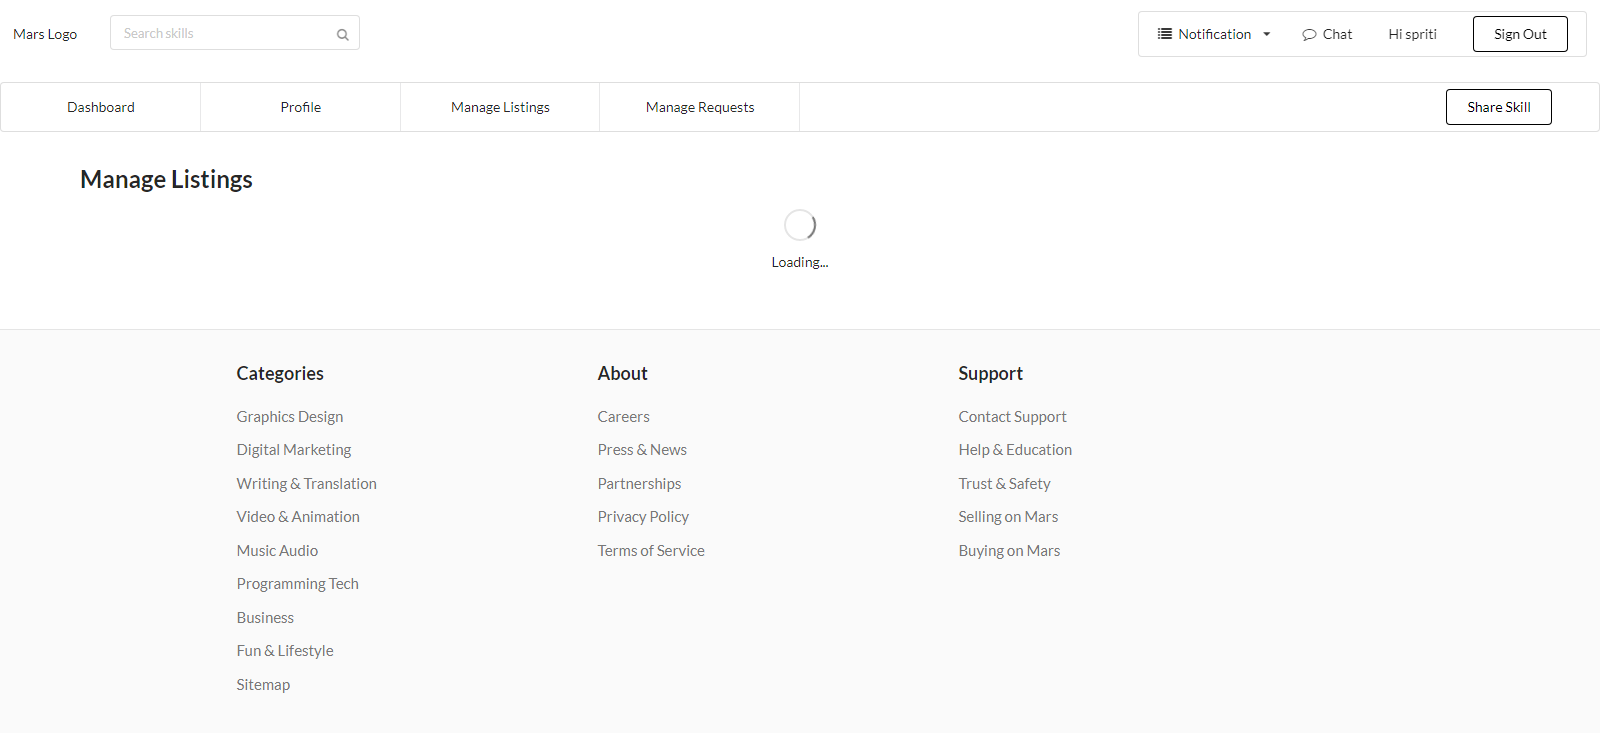 Mars Logo
Search skills
Notification
Chat
Hi spriti
Sign Out
Dashboard
Profile
Manage Listings
Manage Requests
Share Skill
Manage Listings
Loading...
Categories
Graphics Design
Digital Marketing
Writing & Translation
Video & Animation
Music Audio
Programming Tech
Business
Fun & Lifestyle
Sitemap
About
Careers
Press & News
Partnerships
Privacy Policy
Terms of Service
Support
Contact Support
Help & Education
Trust & Safety
Selling on Mars
Buying on Mars